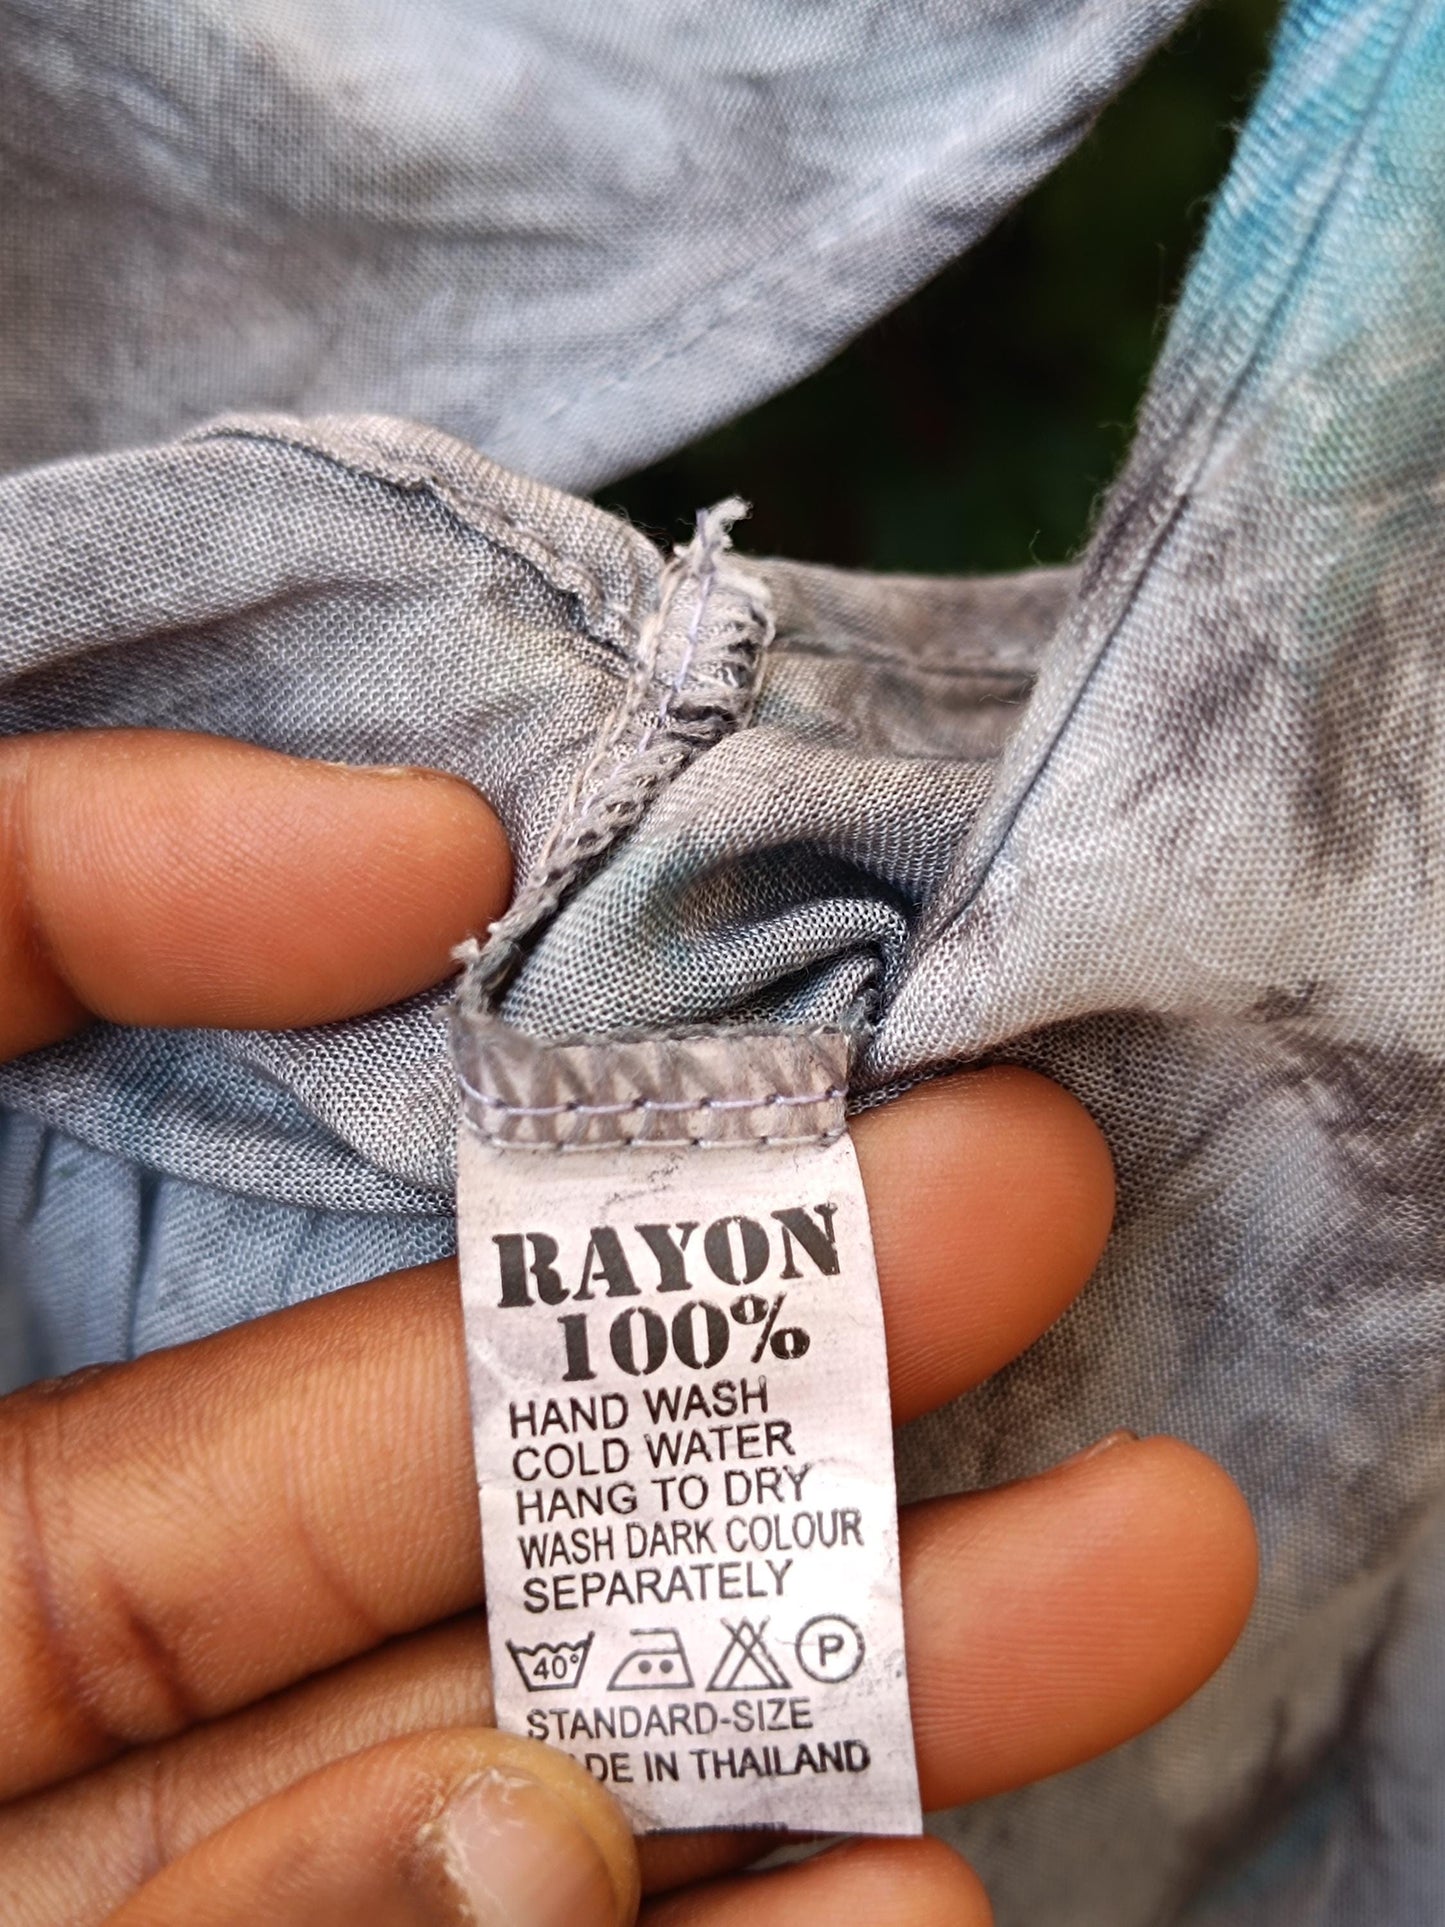 RAYON
100%
HAND WASH
COLD WATER
HANG TO DRY
WASH DARK COLOUR
SEPARATELY
40° P
STANDARD-SIZE
DE IN THAILAND